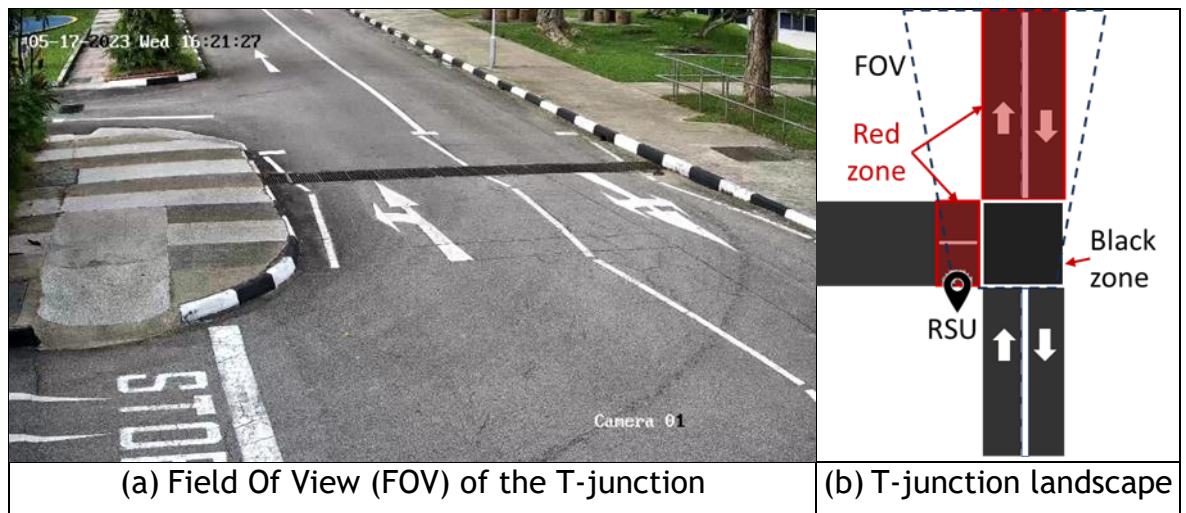 05-17-2023 Wed 16:21:27
STOP
Camera 01
FOV
Red
zone
Black
zone
RSU
(a) Field Of View (FOV) of the T-junction
(b) T-junction landscape